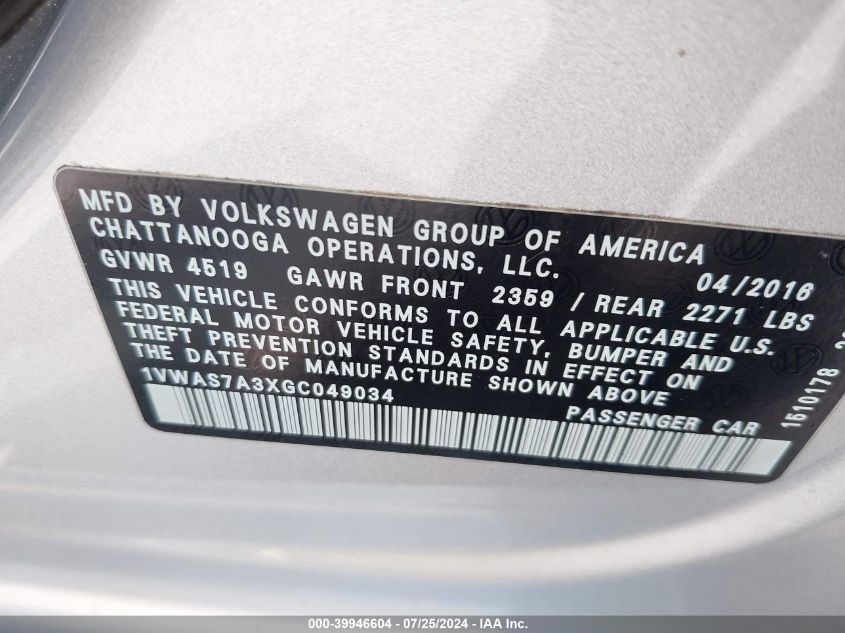 MFD BY VOLKSWAGEN GROUP OF AMERICA
CHATTANOOGA OPERATIONS, LLC.
04/2016
GVWR 4519 GAWR FRONT 2359 / REAR 2271 LBS
THIS VEHICLE CONFORMS TO ALL APPLICABLE U.S.
FEDERAL MOTOR VEHICLE SAFETY, BUMPER AND
THEFT PREVENTION STANDARDS IN EFFECT ON
THE DATE OF MANUFACTURE SHOWN ABOVE
1VWAS7A3XGC049034
PASSENGER CAR
1510178
000-39946604 - 07/25/2024 - IAA Inc.